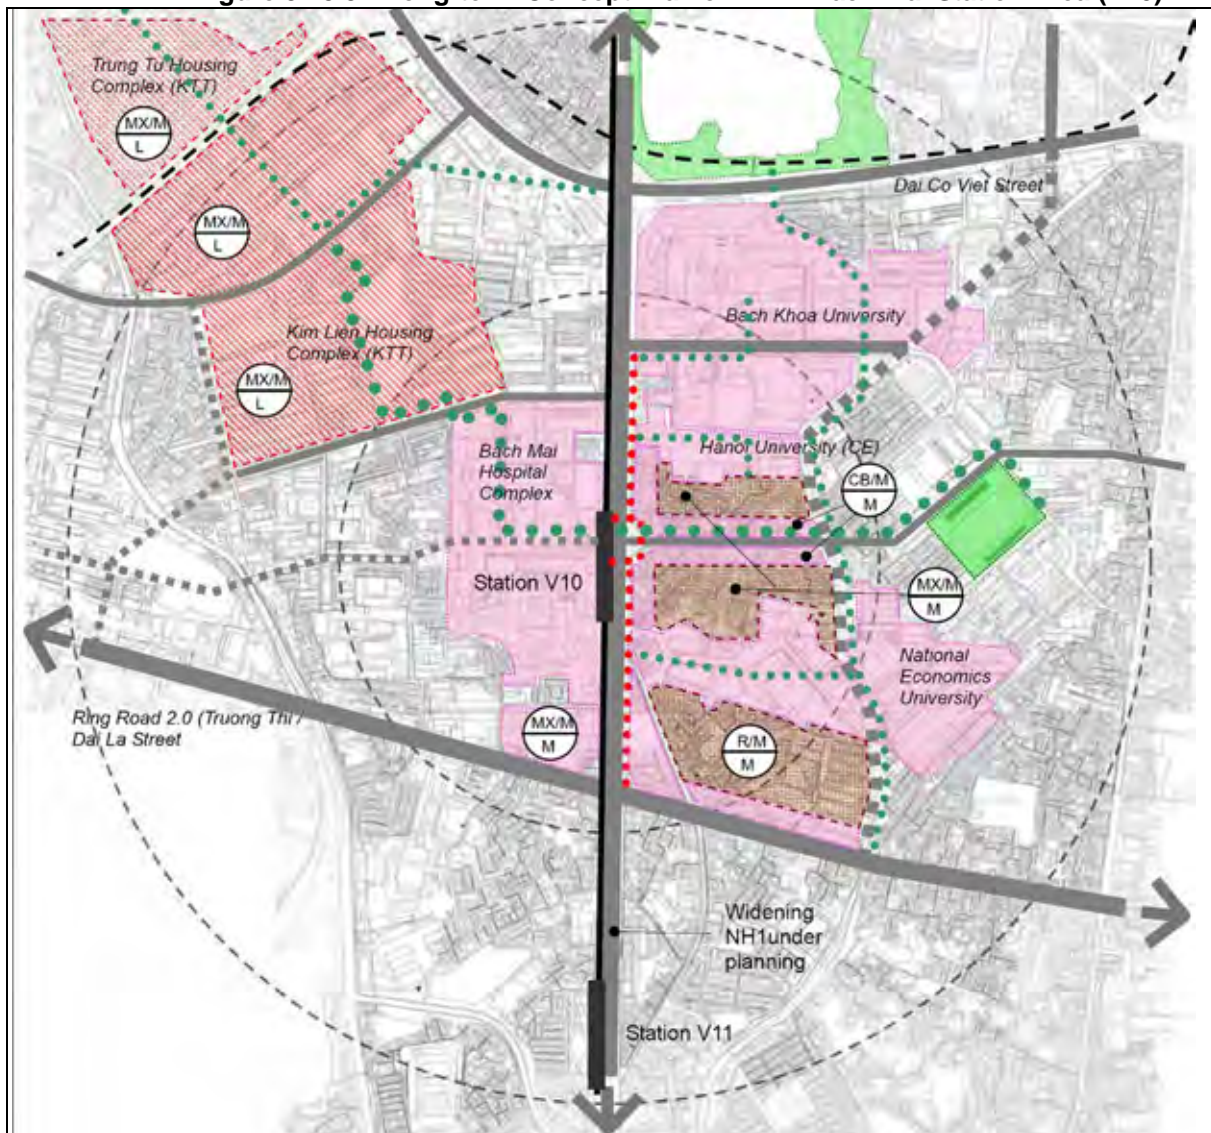 Trung Tu Housing
Complex (KTT)
MX/M
L
Dai Co Viet Street
MX/M
L
Bach Khoa University
Kim Lien Housing
Complex (KTT)
MX/M
L
Bach Mai
Hospital
Complex
Hanoi University (CE)
CB/M
M
Station V10
MX/M
M
National
Economics
University
Ring Road 2.0 (Truong Thi /
Dai La Street
MX/M
M
R/M
M
Widening
NH1under
planning
Station V11